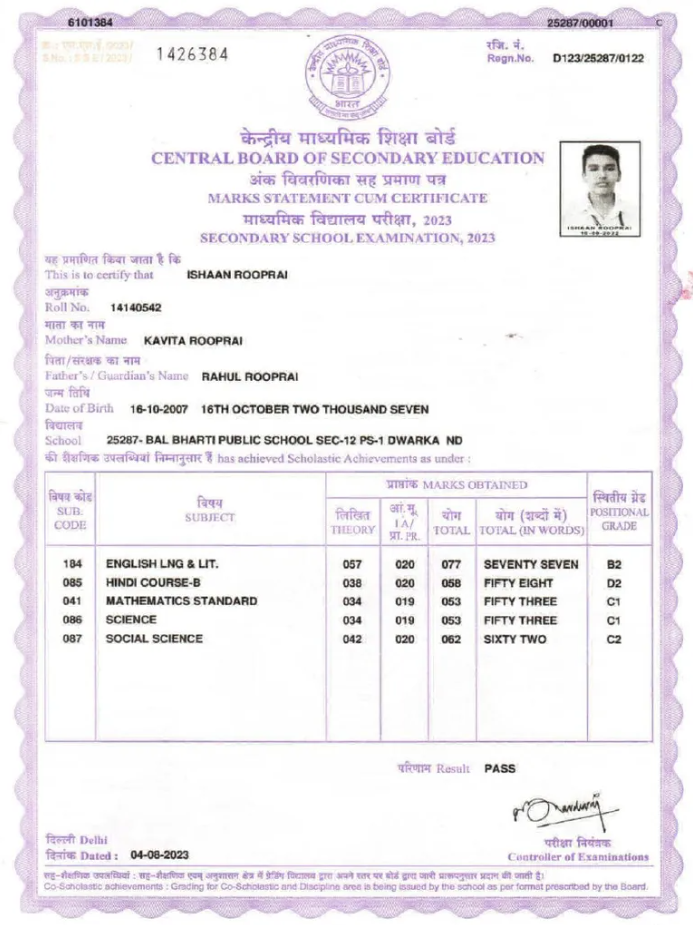 6101384 25287/00001 C
1426384
रजि. नं.
Regn.No. D123/25287/0122
केन्द्रीय माध्यमिक शिक्षा बोर्ड
भारत
केन्द्रीय माध्यमिक शिक्षा बोर्ड
CENTRAL BOARD OF SECONDARY EDUCATION
अंक विवरणिका सह प्रमाण पत्र
MARKS STATEMENT CUM CERTIFICATE
माध्यमिक विद्यालय परीक्षा, 2023
SECONDARY SCHOOL EXAMINATION, 2023
ISHAAN ROOPRAI
यह प्रमाणित किया जाता है कि
This is to certify that ISHAAN ROOPRAI
अनुक्रमांक
Roll No. 14140542
माता का नाम
Mother's Name KAVITA ROOPRAI
पिता/संरक्षक का नाम
Father's / Guardian's Name RAHUL ROOPRAI
जन्म तिथि
Date of Birth 16-10-2007 16TH OCTOBER TWO THOUSAND SEVEN
विद्यालय
School 25287- BAL BHARTI PUBLIC SCHOOL SEC-12 PS-1 DWARKA ND
की शैक्षणिक उपलब्धियां निम्नानुसार हैं has achieved Scholastic Achievements as under :
विषय कोड SUB. CODE
विषय SUBJECT
प्राप्तांक MARKS OBTAINED
लिखित THEORY
आं.मू. IA/ प्रा. PR.
योग TOTAL
योग (शब्दों में) TOTAL (IN WORDS)
स्थितीय ग्रेड POSITIONAL GRADE
184 ENGLISH LNG & LIT. 057 020 077 SEVENTY SEVEN B2
085 HINDI COURSE-B 038 020 058 FIFTY EIGHT D2
041 MATHEMATICS STANDARD 034 019 053 FIFTY THREE C1
086 SCIENCE 034 019 053 FIFTY THREE C1
087 SOCIAL SCIENCE 042 020 062 SIXTY TWO C2
परिणाम Result PASS
दिल्ली Delhi
दिनांक Dated : 04-08-2023
परीक्षा नियंत्रक
Controller of Examinations
सह-शैक्षणिक उपलब्धियां : सह-शैक्षणिक एवम् अनुशासन क्षेत्र में ग्रेडिंग विद्यालय द्वारा अपने स्तर पर बोर्ड द्वारा जारी प्रारूपनुसार प्रदान की जाती है।
Co-Scholastic achievements : Grading for Co-Scholastic and Discipline area is being issued by the school as per format prescribed by the Board.